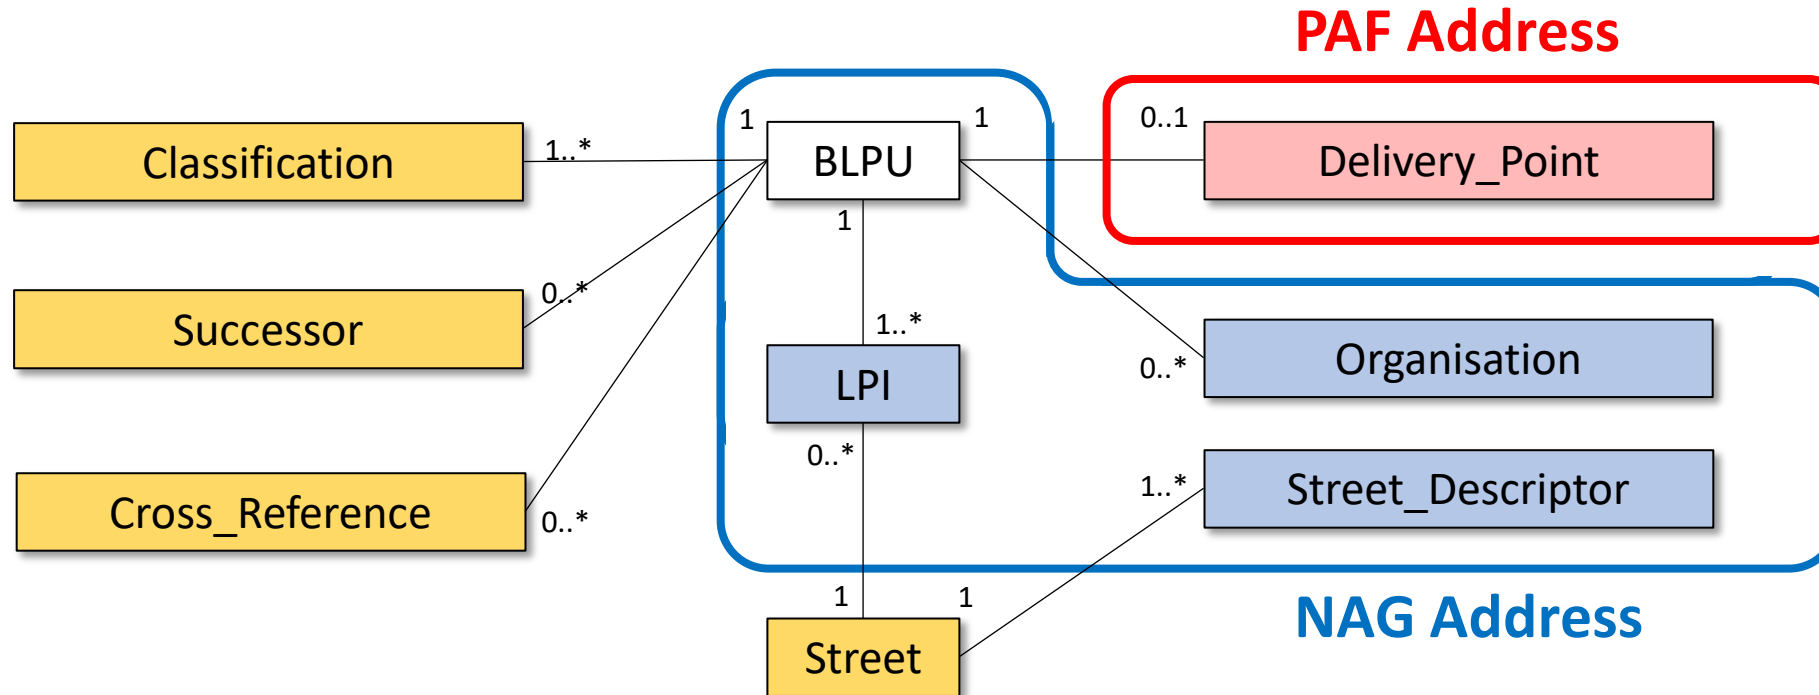 PAF Address
1
1
0..1
Classification
1..*
BLPU
Delivery_Point
1
0..*
Successor
1..*
Organisation
0..*
LPI
0..*
1..*
Street_Descriptor
Cross_Reference
0..*
1
1
NAG Address
Street